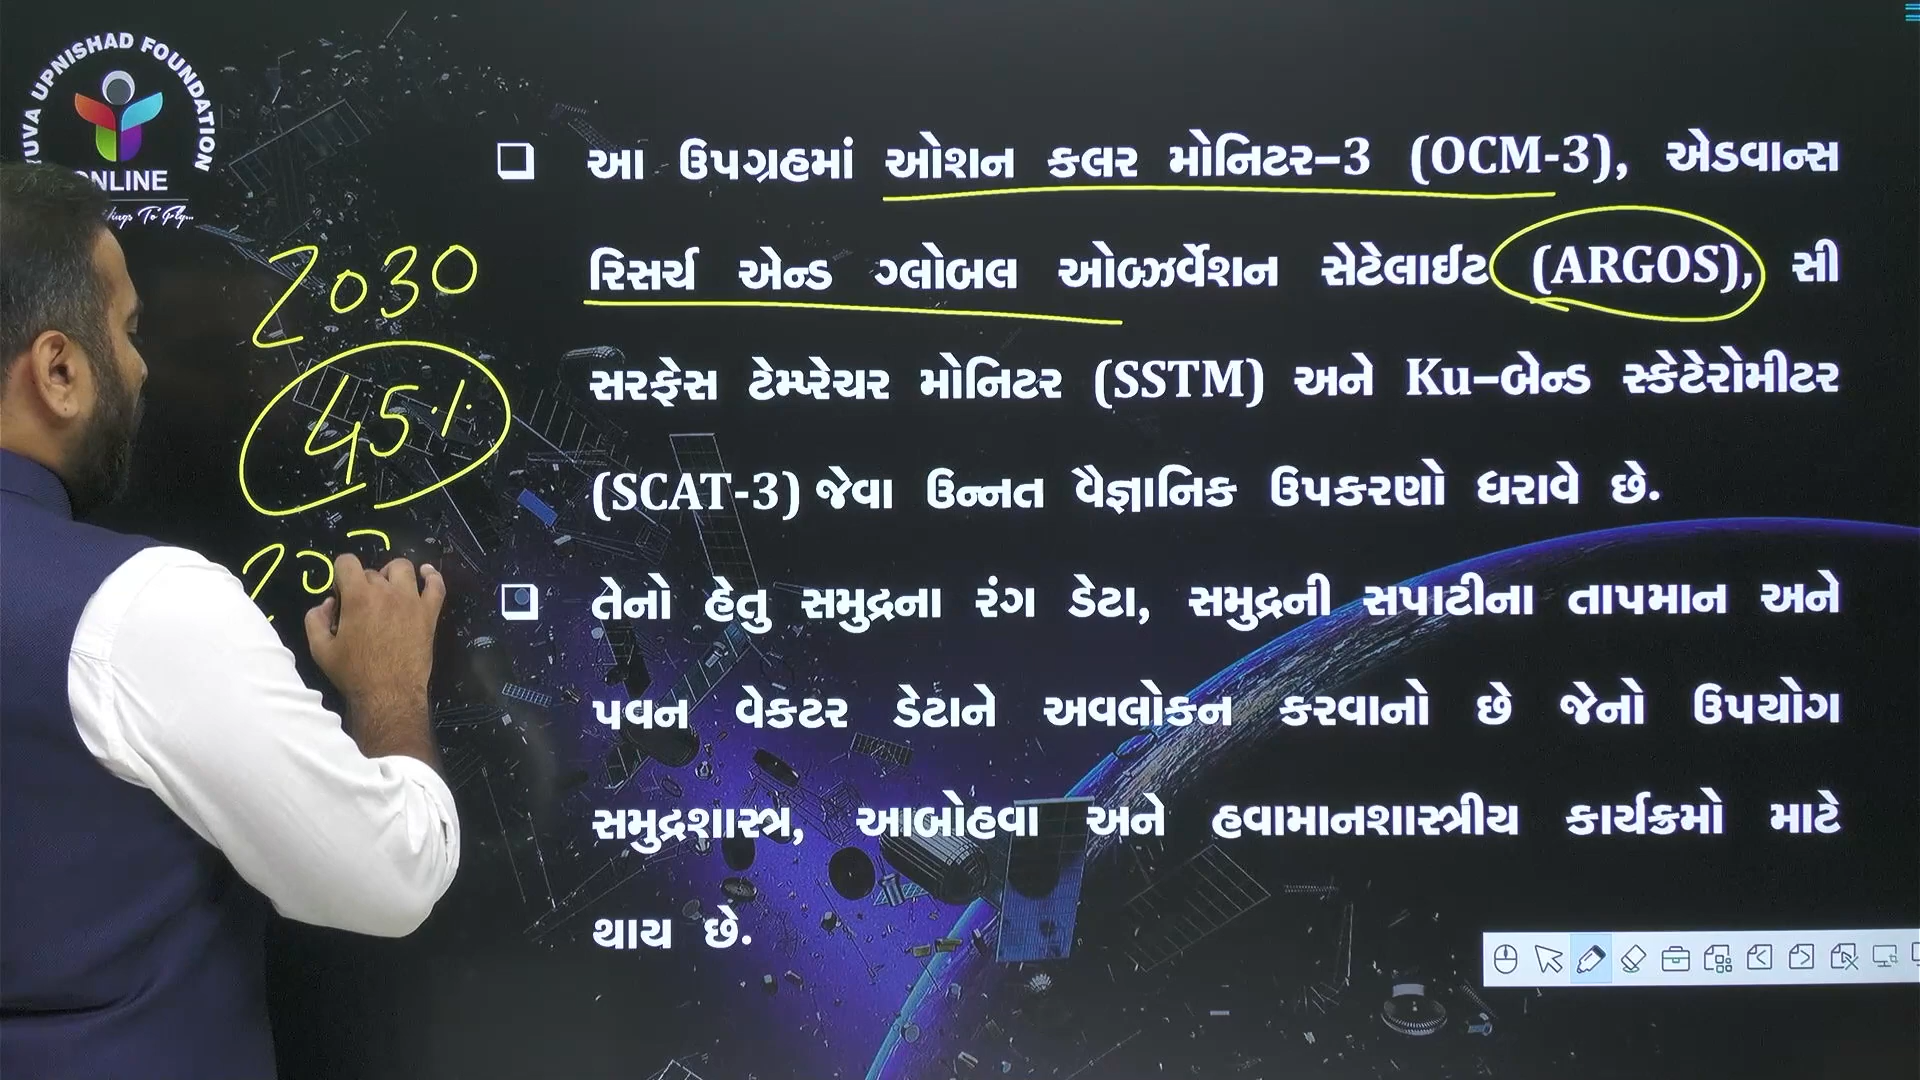 YUVA UPNISHAD FOUNDATION
ONLINE
આ ઉપગ્રહમાં ઓશન કલર મોનિટર–3 (OCM-3), એડવાન્સ
રિસર્ચ એન્ડ ગ્લોબલ ઓબ્ઝર્વેશન સેટેલાઈટ (ARGOS), સી
સરફેસ ટેમ્પ્રેચર મોનિટર (SSTM) અને Ku–બેન્ડ સ્કેટેરોમીટર
(SCAT-3) જેવા ઉન્નત વૈજ્ઞાનિક ઉપકરણો ધરાવે છે.
તેનો હેતુ સમુદ્રના રંગ ડેટા, સમુદ્રની સપાટીના તાપમાન અને
પવન વેકટર ડેટાને અવલોકન કરવાનો છે જેનો ઉપયોગ
સમુદ્રશાસ્ત્ર, આબોહવા અને હવામાનશાસ્ત્રીય કાર્યક્રમો માટે
થાય છે.
2030
45%